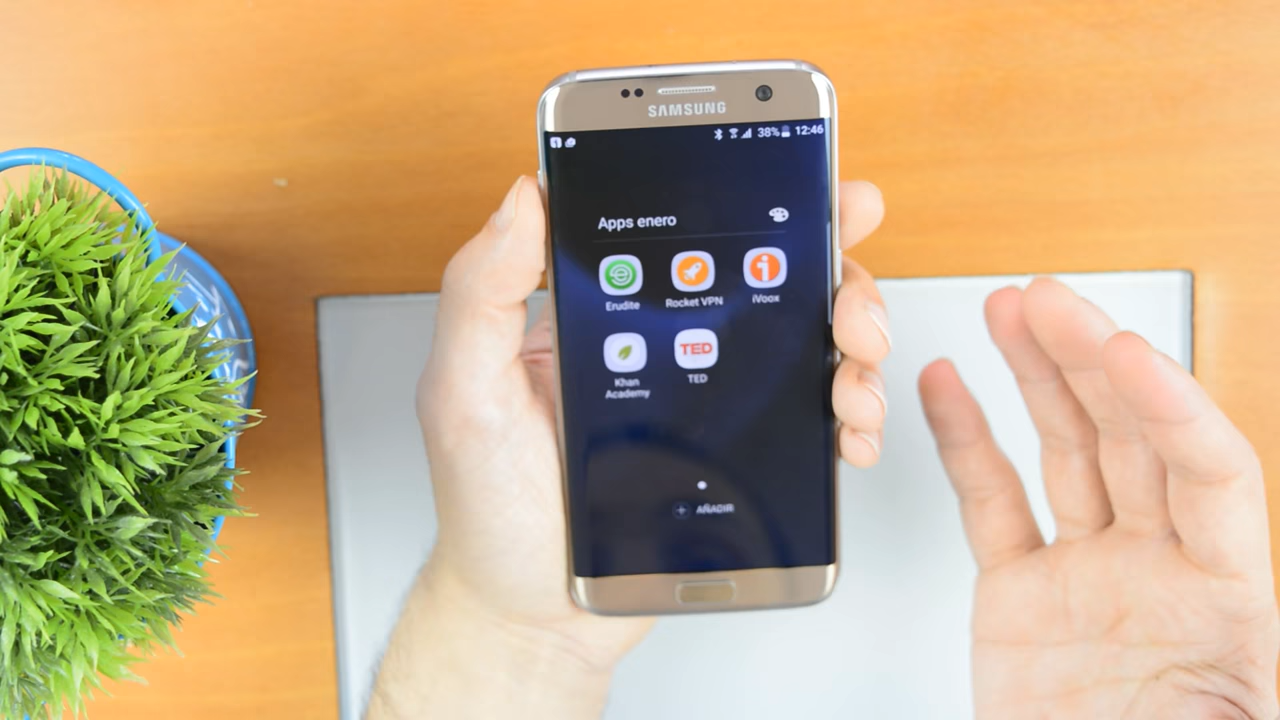 SAMSUNG
38% 12:46
Apps enero
Erudite
Rocket VPN
iVoox
Khan
Academy
TED
TED
AÑADIR